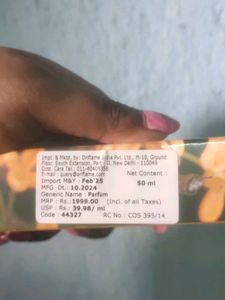 Impt. & Mktd. by: Oriflame India Pvt. Ltd., M-10, Ground
Floor, South Extension, Part - II, New Delhi - 110049
Cust. Care Tel.: 011-40409356
E-mail : query@oriflame.com
Net Content :
50 ml
Import M&Y : Feb'25
MFG. Dt. : 10.2024
Generic Name : Parfum
MRP : Rs. : 1999.00 (Incl. of all Taxes)
USP : Rs. : 39.98/ ml
Code : 44327
RC No.: COS 395/14